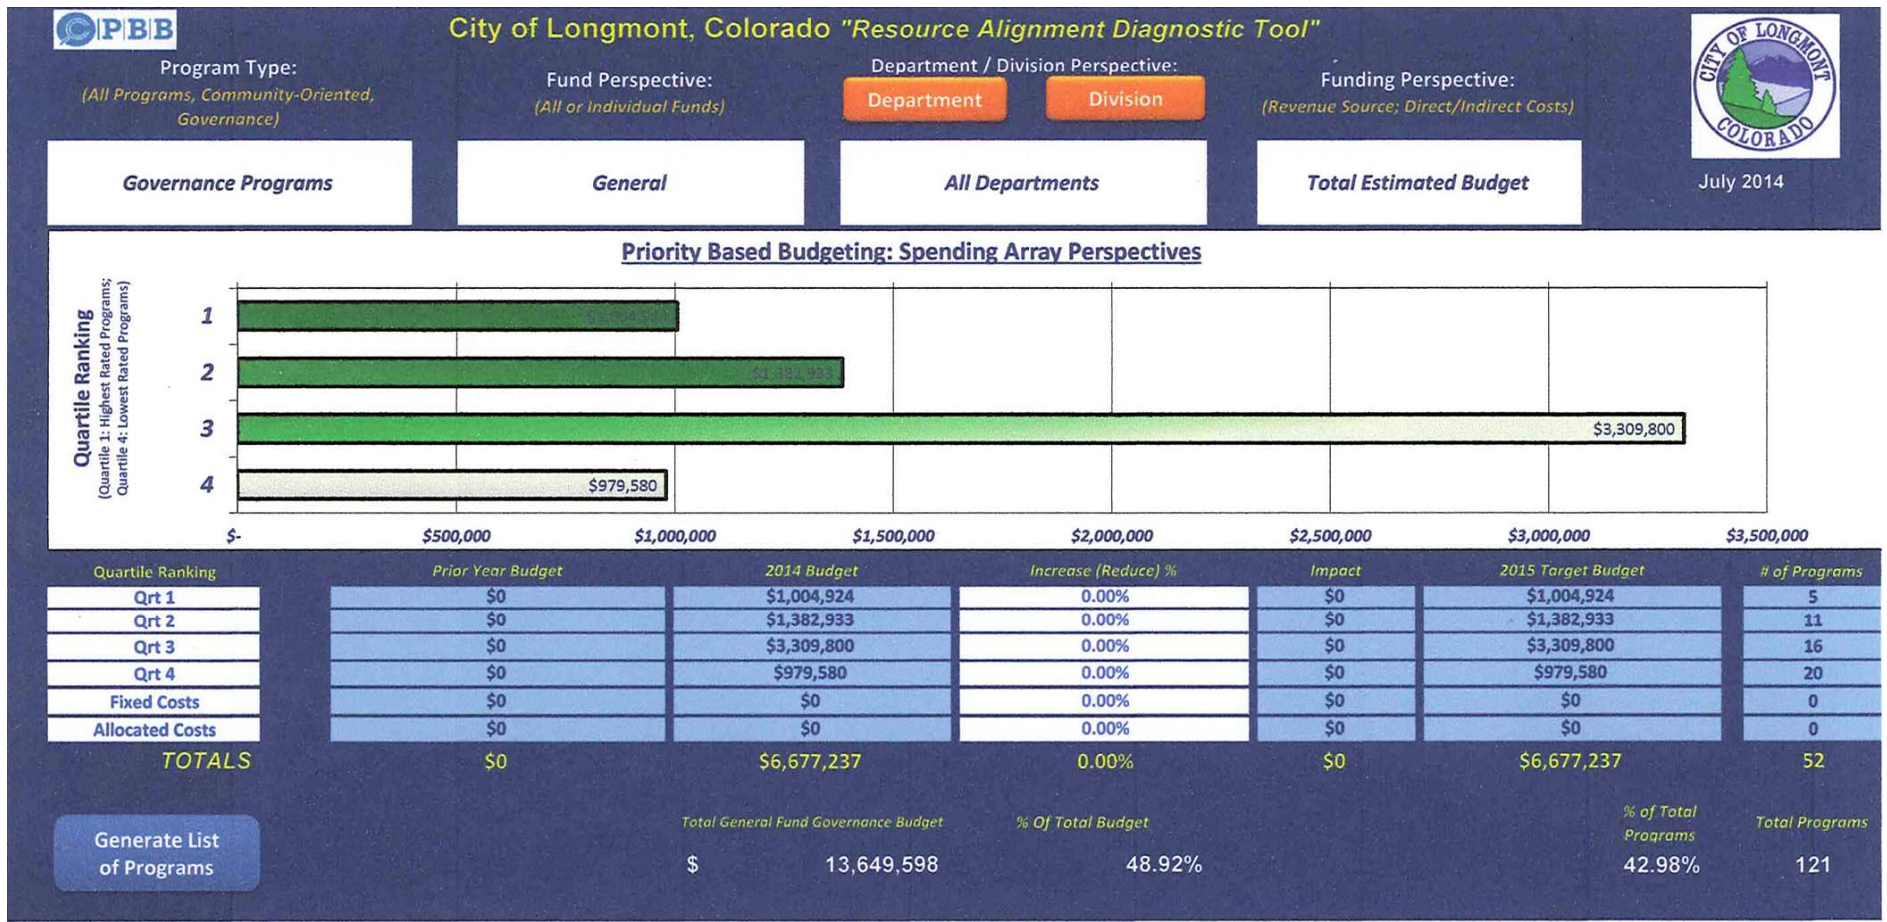 PBB
City of Longmont, Colorado "Resource Alignment Diagnostic Tool"
CITY OF LONGMONT
COLORADO
July 2014
Program Type:
(All Programs, Community-Oriented,
Governance)
Fund Perspective:
(All or Individual Funds)
Department / Division Perspective:
Department Division
Funding Perspective:
(Revenue Source; Direct/Indirect Costs)
Governance Programs General All Departments Total Estimated Budget
Priority Based Budgeting: Spending Array Perspectives
Quartile Ranking
(Quartile 1: Highest Rated Programs;
Quartile 4: Lowest Rated Programs)
1 $1,004,924
2 $1,382,933
3 $3,309,800
4 $979,580
$- $500,000 $1,000,000 $1,500,000 $2,000,000 $2,500,000 $3,000,000 $3,500,000
Quartile Ranking Prior Year Budget 2014 Budget Increase (Reduce) % Impact 2015 Target Budget # of Programs
Qrt 1 $0 $1,004,924 0.00% $0 $1,004,924 5
Qrt 2 $0 $1,382,933 0.00% $0 $1,382,933 11
Qrt 3 $0 $3,309,800 0.00% $0 $3,309,800 16
Qrt 4 $0 $979,580 0.00% $0 $979,580 20
Fixed Costs $0 $0 0.00% $0 $0 0
Allocated Costs $0 $0 0.00% $0 $0 0
TOTALS $0 $6,677,237 0.00% $0 $6,677,237 52
Generate List
of Programs
Total General Fund Governance Budget % Of Total Budget
$ 13,649,598 48.92%
% of Total
Programs
42.98%
Total Programs
121